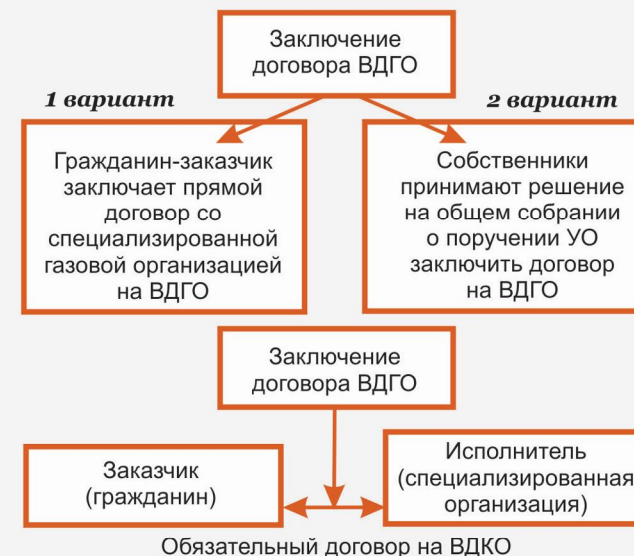 Заключение
договора ВДГО
1 вариант
2 вариант
Гражданин-заказчик
заключает прямой
договор со
специализированной
газовой организацией
на ВДГО
Собственники
принимают решение
на общем собрании
о поручении УО
заключить договор
на ВДГО
Заключение
договора ВДГО
Заказчик
(гражданин)
Исполнитель
(специализированная
организация)
Обязательный договор на ВДКО